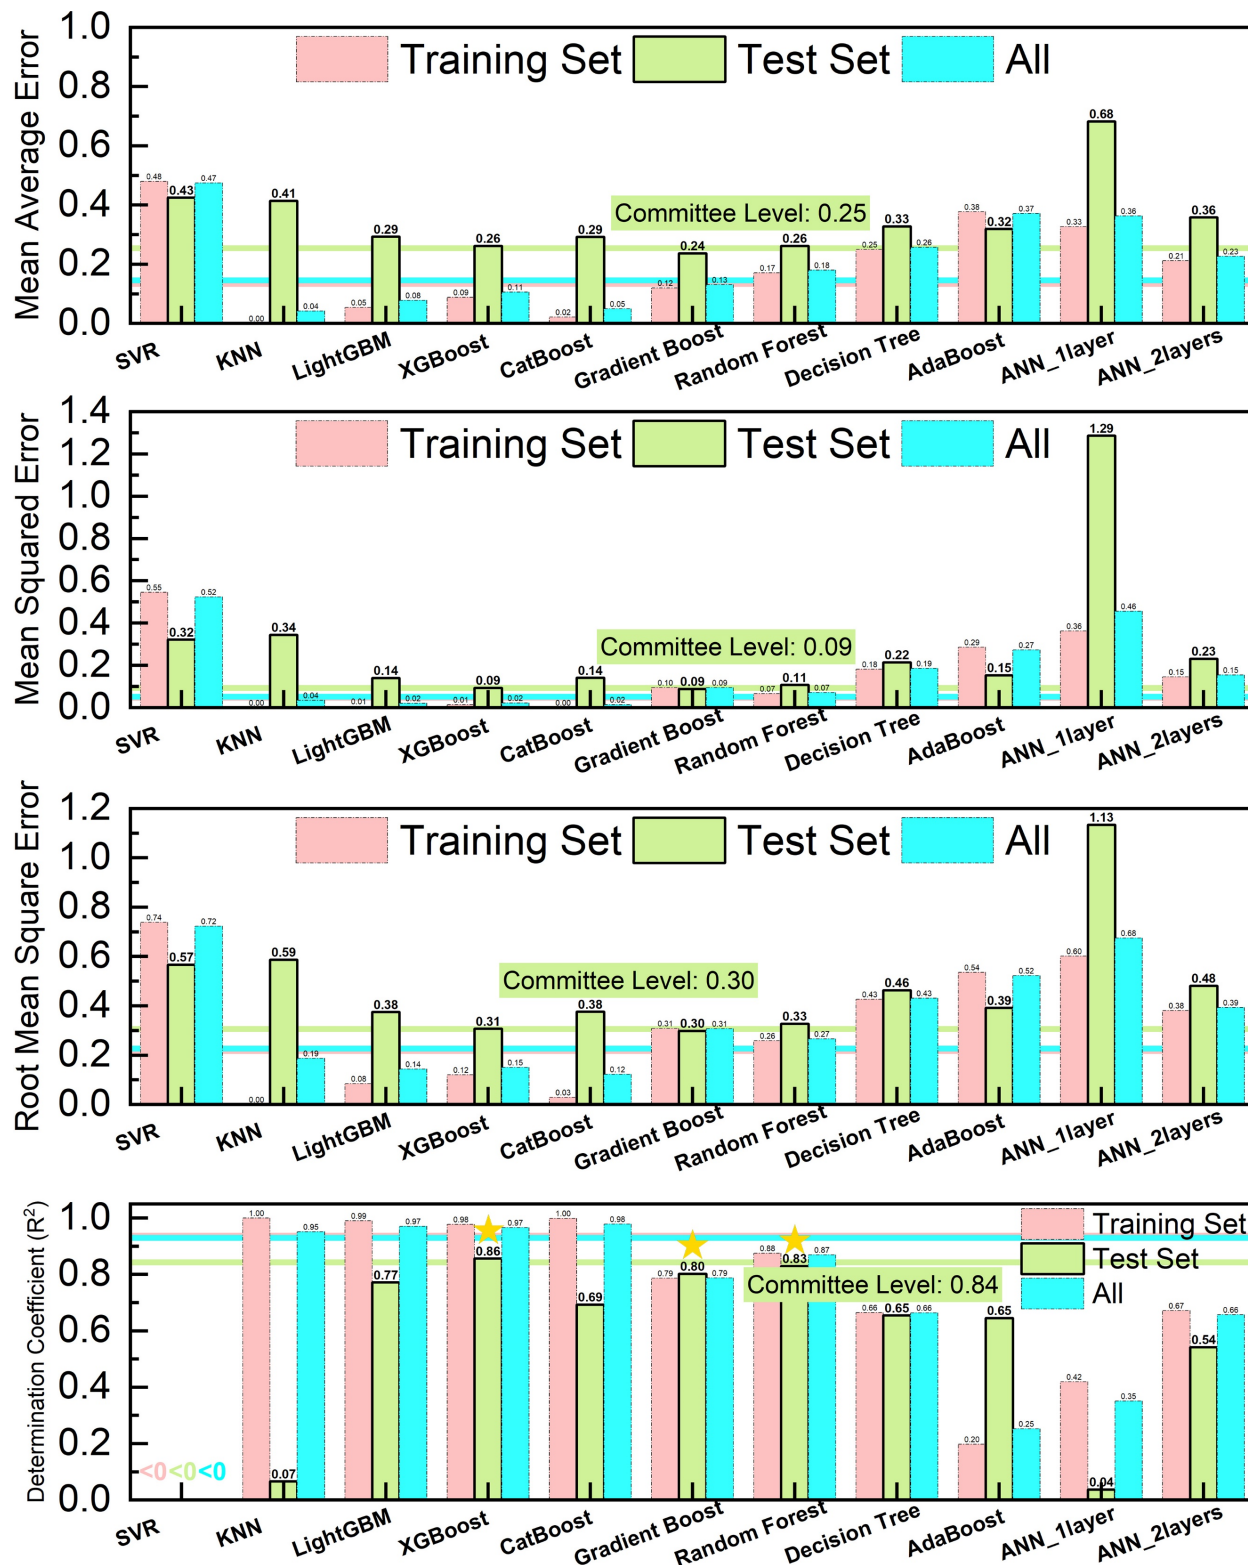 Mean Average Error
1.0
0.8
0.6
0.4
0.2
0.0
Training Set Test Set All
Committee Level: 0.25
0.48 0.43 0.47
0.00 0.41 0.04
0.05 0.29 0.08
0.09 0.26 0.11
0.02 0.29 0.05
0.12 0.24 0.13
0.17 0.26 0.18
0.25 0.33 0.26
0.38 0.32 0.37
0.33 0.68 0.36
0.21 0.36 0.23
SVR KNN LightGBM XGBoost CatBoost Gradient Boost Random Forest Decision Tree AdaBoost ANN_1layer ANN_2layers
Mean Squared Error
1.4
1.2
1.0
0.8
0.6
0.4
0.2
0.0
Training Set Test Set All
Committee Level: 0.09
0.55 0.32 0.52
0.00 0.34 0.04
0.01 0.14 0.02
0.01 0.09 0.02
0.00 0.14 0.02
0.10 0.09 0.09
0.07 0.11 0.07
0.18 0.22 0.19
0.29 0.15 0.27
0.36 1.29 0.46
0.15 0.23 0.15
SVR KNN LightGBM XGBoost CatBoost Gradient Boost Random Forest Decision Tree AdaBoost ANN_1layer ANN_2layers
Root Mean Square Error
1.2
1.0
0.8
0.6
0.4
0.2
0.0
Training Set Test Set All
Committee Level: 0.30
0.74 0.57 0.72
0.00 0.59 0.19
0.08 0.38 0.14
0.12 0.31 0.15
0.03 0.38 0.12
0.31 0.30 0.31
0.26 0.33 0.27
0.43 0.46 0.43
0.54 0.39 0.52
0.60 1.13 0.68
0.38 0.48 0.39
SVR KNN LightGBM XGBoost CatBoost Gradient Boost Random Forest Decision Tree AdaBoost ANN_1layer ANN_2layers
Determination Coefficient (R²)
1.0
0.8
0.6
0.4
0.2
0.0
Training Set
Test Set
All
Committee Level: 0.84
<0 <0 <0
1.00 0.07 0.95
0.99 0.77 0.97
0.98 0.86 0.97
1.00 0.69 0.98
0.79 0.80 0.79
0.88 0.83 0.87
0.66 0.65 0.66
0.20 0.65 0.25
0.42 0.04 0.35
0.67 0.54 0.66
SVR KNN LightGBM XGBoost CatBoost Gradient Boost Random Forest Decision Tree AdaBoost ANN_1layer ANN_2layers